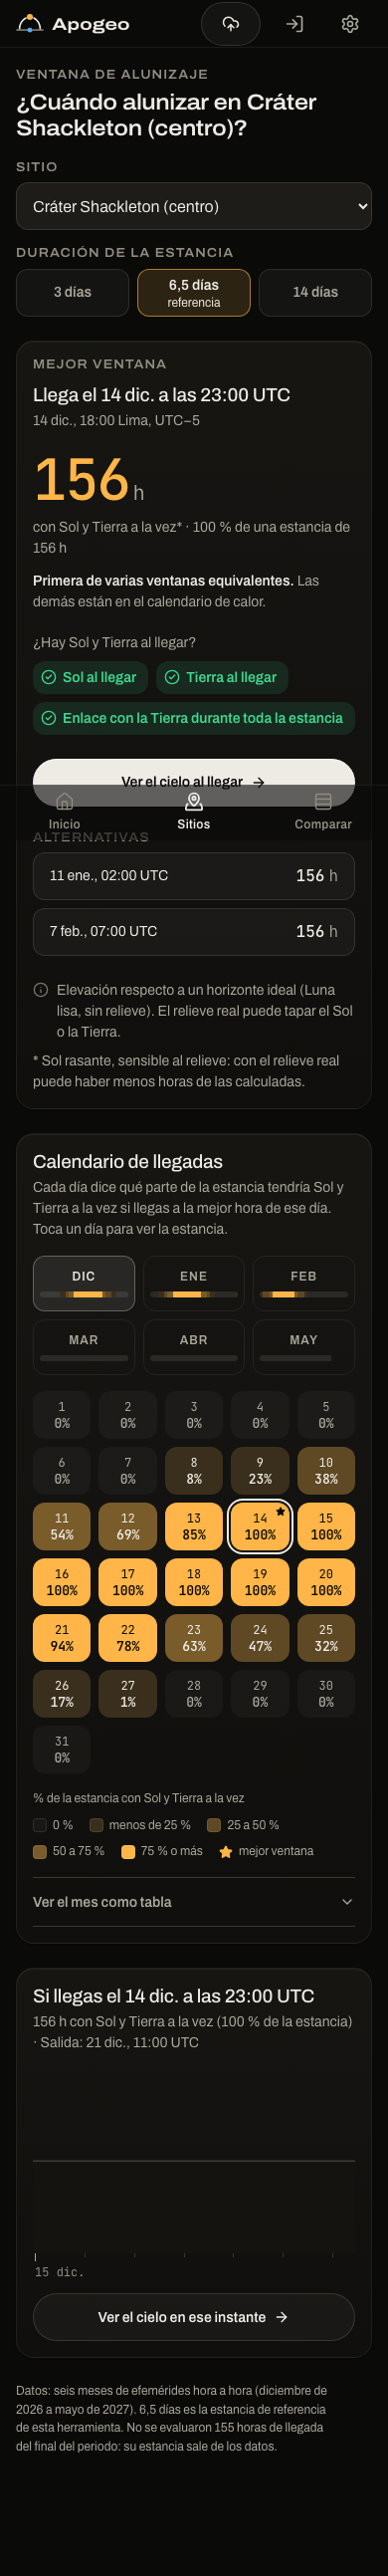 Apogeo
VENTANA DE ALUNIZAJE
¿Cuándo alunizar en Cráter
Shackleton (centro)?
SITIO
Cráter Shackleton (centro)
DURACIÓN DE LA ESTANCIA
3 días
6,5 días
referencia
14 días
MEJOR VENTANA
Llega el 14 dic. a las 23:00 UTC
14 dic., 18:00 Lima, UTC−5
156 h
con Sol y Tierra a la vez* · 100 % de una estancia de
156 h
Primera de varias ventanas equivalentes. Las
demás están en el calendario de calor.
¿Hay Sol y Tierra al llegar?
Sol al llegar
Tierra al llegar
Enlace con la Tierra durante toda la estancia
Ver el cielo al llegar →
Inicio
Sitios
Comparar
ALTERNATIVAS
11 ene., 02:00 UTC 156 h
7 feb., 07:00 UTC 156 h
Elevación respecto a un horizonte ideal (Luna
lisa, sin relieve). El relieve real puede tapar el Sol
o la Tierra.
* Sol rasante, sensible al relieve: con el relieve real
puede haber menos horas de las calculadas.
Calendario de llegadas
Cada día dice qué parte de la estancia tendría Sol y
Tierra a la vez si llegas a la mejor hora de ese día.
Toca un día para ver la estancia.
DIC ENE FEB
MAR ABR MAY
1 2 3 4 5
0% 0% 0% 0% 0%
6 7 8 9 10
0% 0% 8% 23% 38%
11 12 13 14 15
54% 69% 85% 100% 100%
16 17 18 19 20
100% 100% 100% 100% 100%
21 22 23 24 25
94% 78% 63% 47% 32%
26 27 28 29 30
17% 1% 0% 0% 0%
31
0%
% de la estancia con Sol y Tierra a la vez
0 % menos de 25 % 25 a 50 %
50 a 75 % 75 % o más mejor ventana
Ver el mes como tabla
Si llegas el 14 dic. a las 23:00 UTC
156 h con Sol y Tierra a la vez (100 % de la estancia)
· Salida: 21 dic., 11:00 UTC
15 dic.
Ver el cielo en ese instante →
Datos: seis meses de efemérides hora a hora (diciembre de
2026 a mayo de 2027). 6,5 días es la estancia de referencia
de esta herramienta. No se evaluaron 155 horas de llegada
del final del periodo: su estancia sale de los datos.